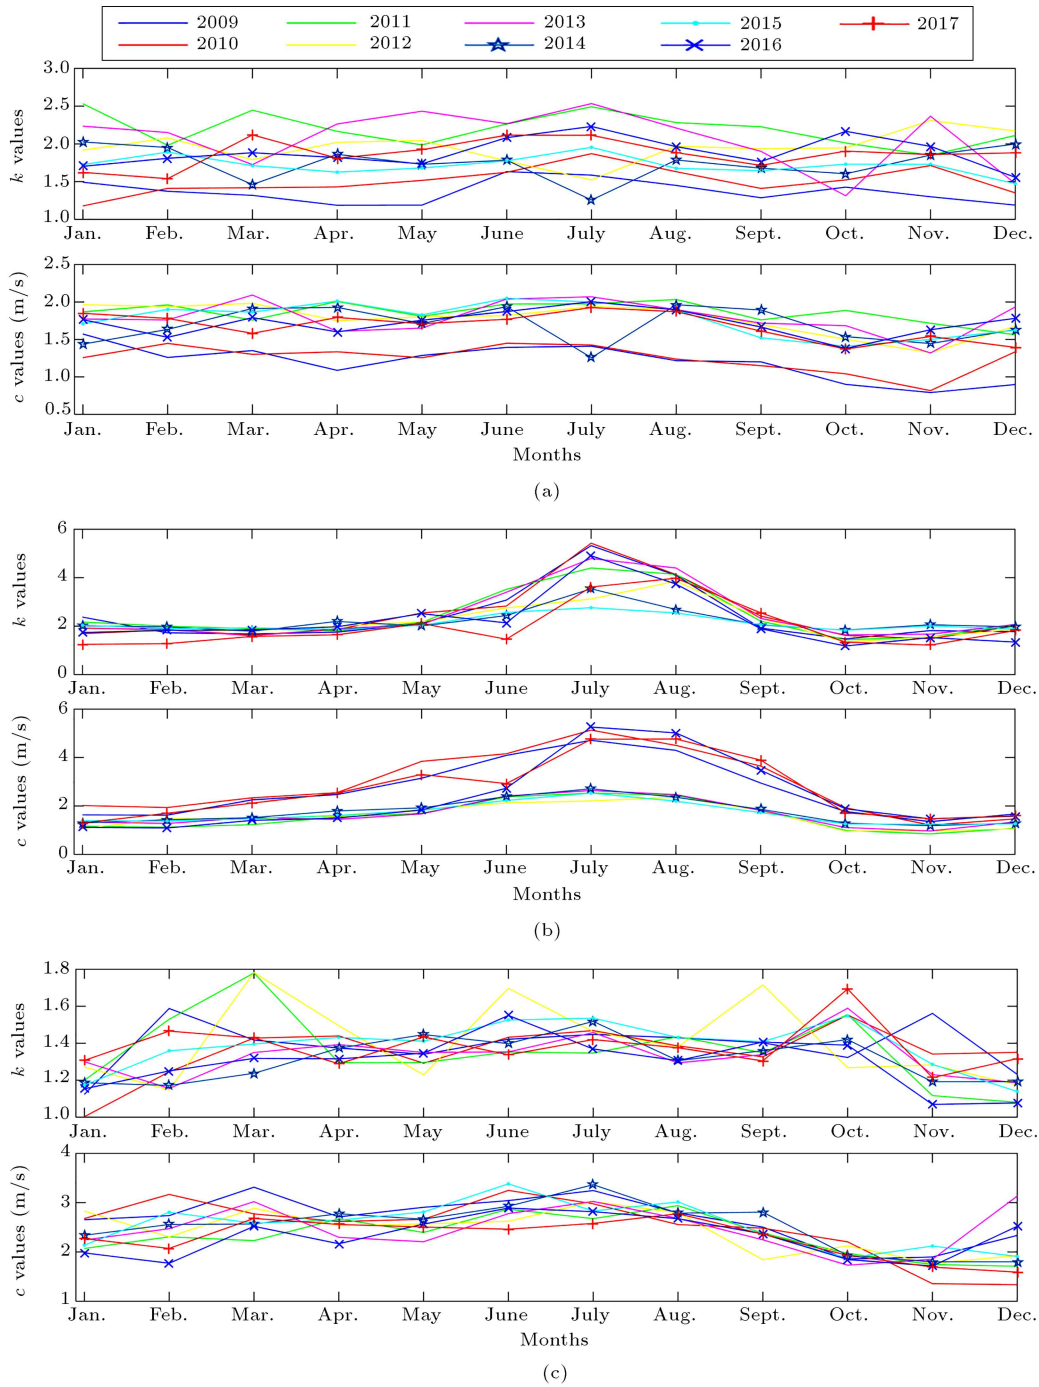 2009 2011 2013 2015 2017
2010 2012 2014 2016
3.0
2.5
2.0
1.5
1.0
k values
Jan. Feb. Mar. Apr. May June July Aug. Sept. Oct. Nov. Dec.
2.5
2.0
1.5
1.0
0.5
c values (m/s)
Jan. Feb. Mar. Apr. May June July Aug. Sept. Oct. Nov. Dec.
Months
(a)
6
4
2
0
k values
Jan. Feb. Mar. Apr. May June July Aug. Sept. Oct. Nov. Dec.
6
4
2
0
c values (m/s)
Jan. Feb. Mar. Apr. May June July Aug. Sept. Oct. Nov. Dec.
Months
(b)
1.8
1.6
1.4
1.2
1.0
k values
Jan. Feb. Mar. Apr. May June July Aug. Sept. Oct. Nov. Dec.
4
3
2
1
c values (m/s)
Jan. Feb. Mar. Apr. May June July Aug. Sept. Oct. Nov. Dec.
Months
(c)